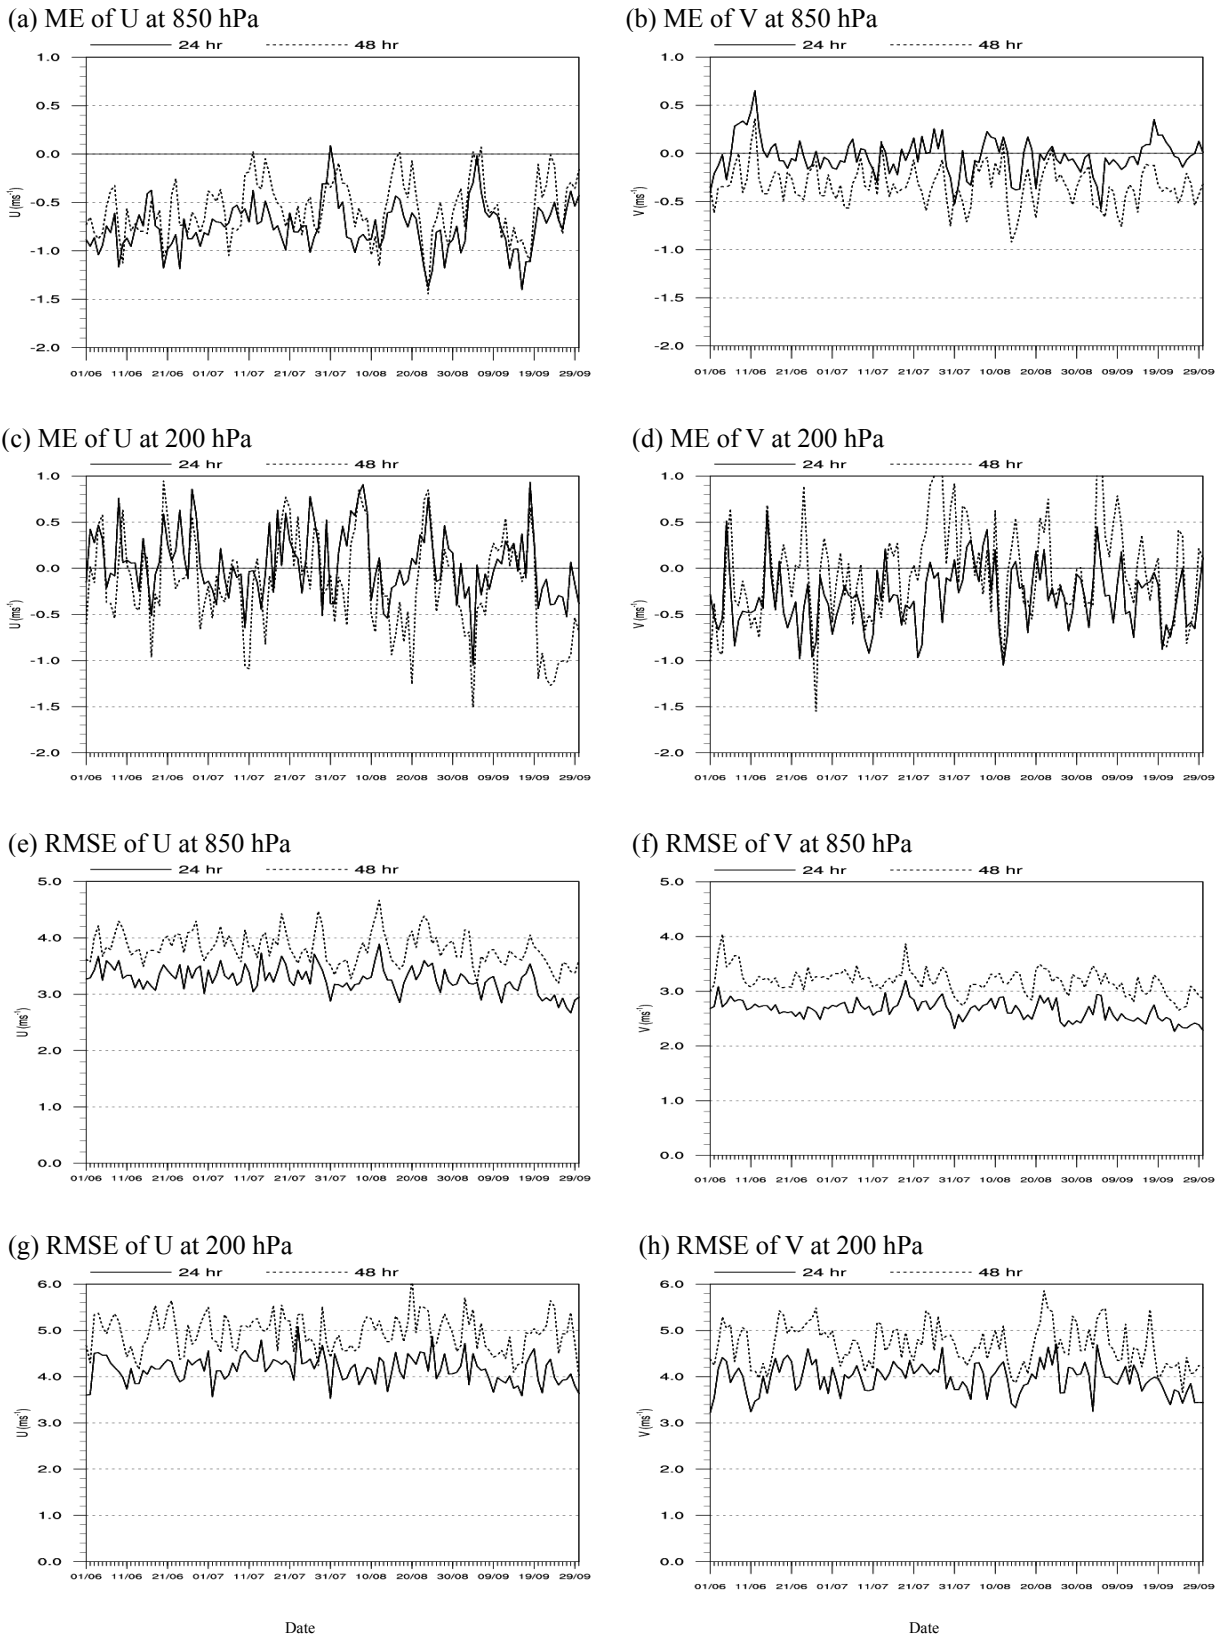 (a) ME of U at 850 hPa
24 hr 48 hr
1.0
0.5
0.0
-0.5
-1.0
-1.5
-2.0
U (ms⁻¹)
01/06 11/06 21/06 01/07 11/07 21/07 31/07 10/08 20/08 30/08 09/09 19/09 29/09
(b) ME of V at 850 hPa
24 hr 48 hr
1.0
0.5
0.0
-0.5
-1.0
-1.5
-2.0
V (ms⁻¹)
01/06 11/06 21/06 01/07 11/07 21/07 31/07 10/08 20/08 30/08 09/09 19/09 29/09
(c) ME of U at 200 hPa
24 hr 48 hr
1.0
0.5
0.0
-0.5
-1.0
-1.5
-2.0
U (ms⁻¹)
01/06 11/06 21/06 01/07 11/07 21/07 31/07 10/08 20/08 30/08 09/09 19/09 29/09
(d) ME of V at 200 hPa
24 hr 48 hr
1.0
0.5
0.0
-0.5
-1.0
-1.5
-2.0
V (ms⁻¹)
01/06 11/06 21/06 01/07 11/07 21/07 31/07 10/08 20/08 30/08 09/09 19/09 29/09
(e) RMSE of U at 850 hPa
24 hr 48 hr
5.0
4.0
3.0
2.0
1.0
0.0
U (ms⁻¹)
01/06 11/06 21/06 01/07 11/07 21/07 31/07 10/08 20/08 30/08 09/09 19/09 29/09
(f) RMSE of V at 850 hPa
24 hr 48 hr
5.0
4.0
3.0
2.0
1.0
0.0
V (ms⁻¹)
01/06 11/06 21/06 01/07 11/07 21/07 31/07 10/08 20/08 30/08 09/09 19/09 29/09
(g) RMSE of U at 200 hPa
24 hr 48 hr
6.0
5.0
4.0
3.0
2.0
1.0
0.0
U (ms⁻¹)
01/06 11/06 21/06 01/07 11/07 21/07 31/07 10/08 20/08 30/08 09/09 19/09 29/09
Date
(h) RMSE of V at 200 hPa
24 hr 48 hr
6.0
5.0
4.0
3.0
2.0
1.0
0.0
V (ms⁻¹)
01/06 11/06 21/06 01/07 11/07 21/07 31/07 10/08 20/08 30/08 09/09 19/09 29/09
Date